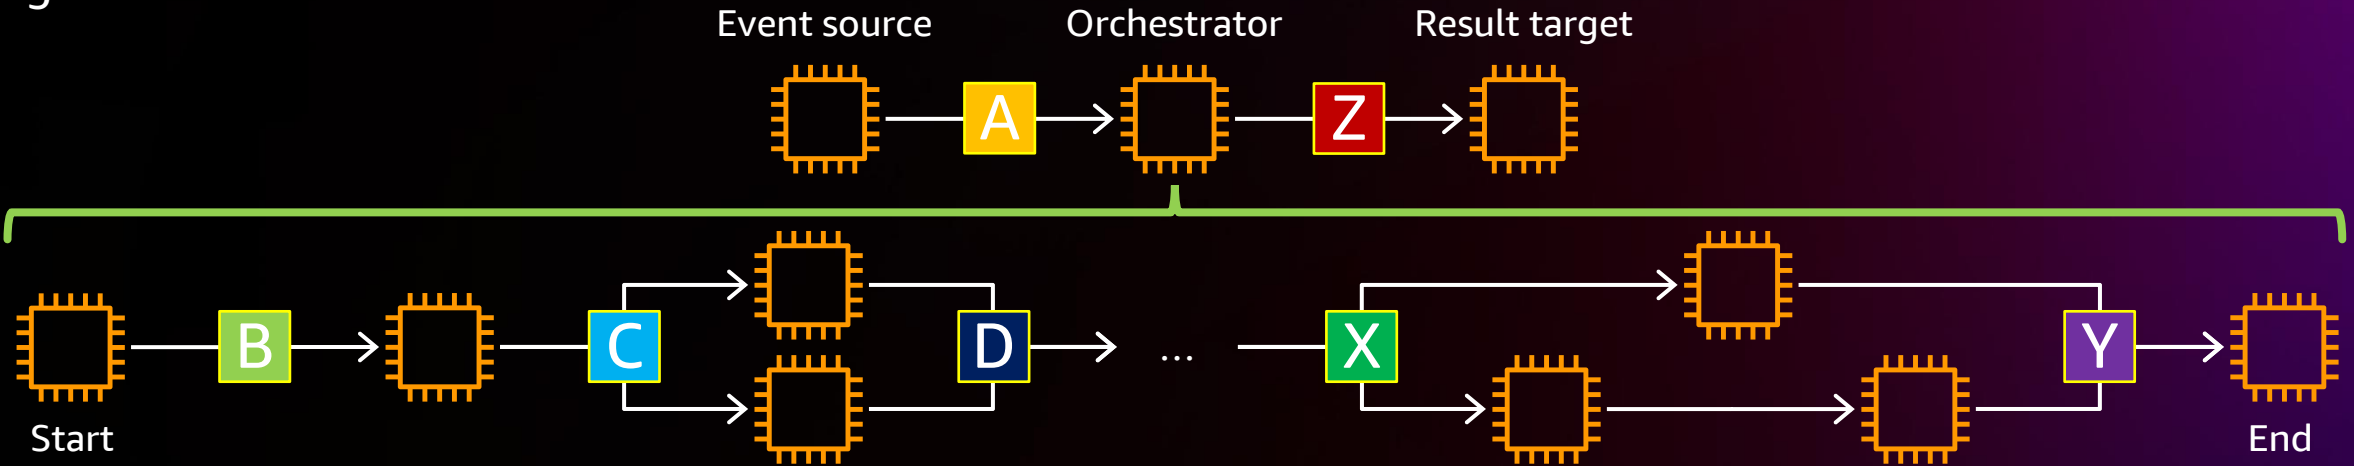 Event source
Orchestrator
Result target
A
Z
B
C
D
...
X
Y
Start
End